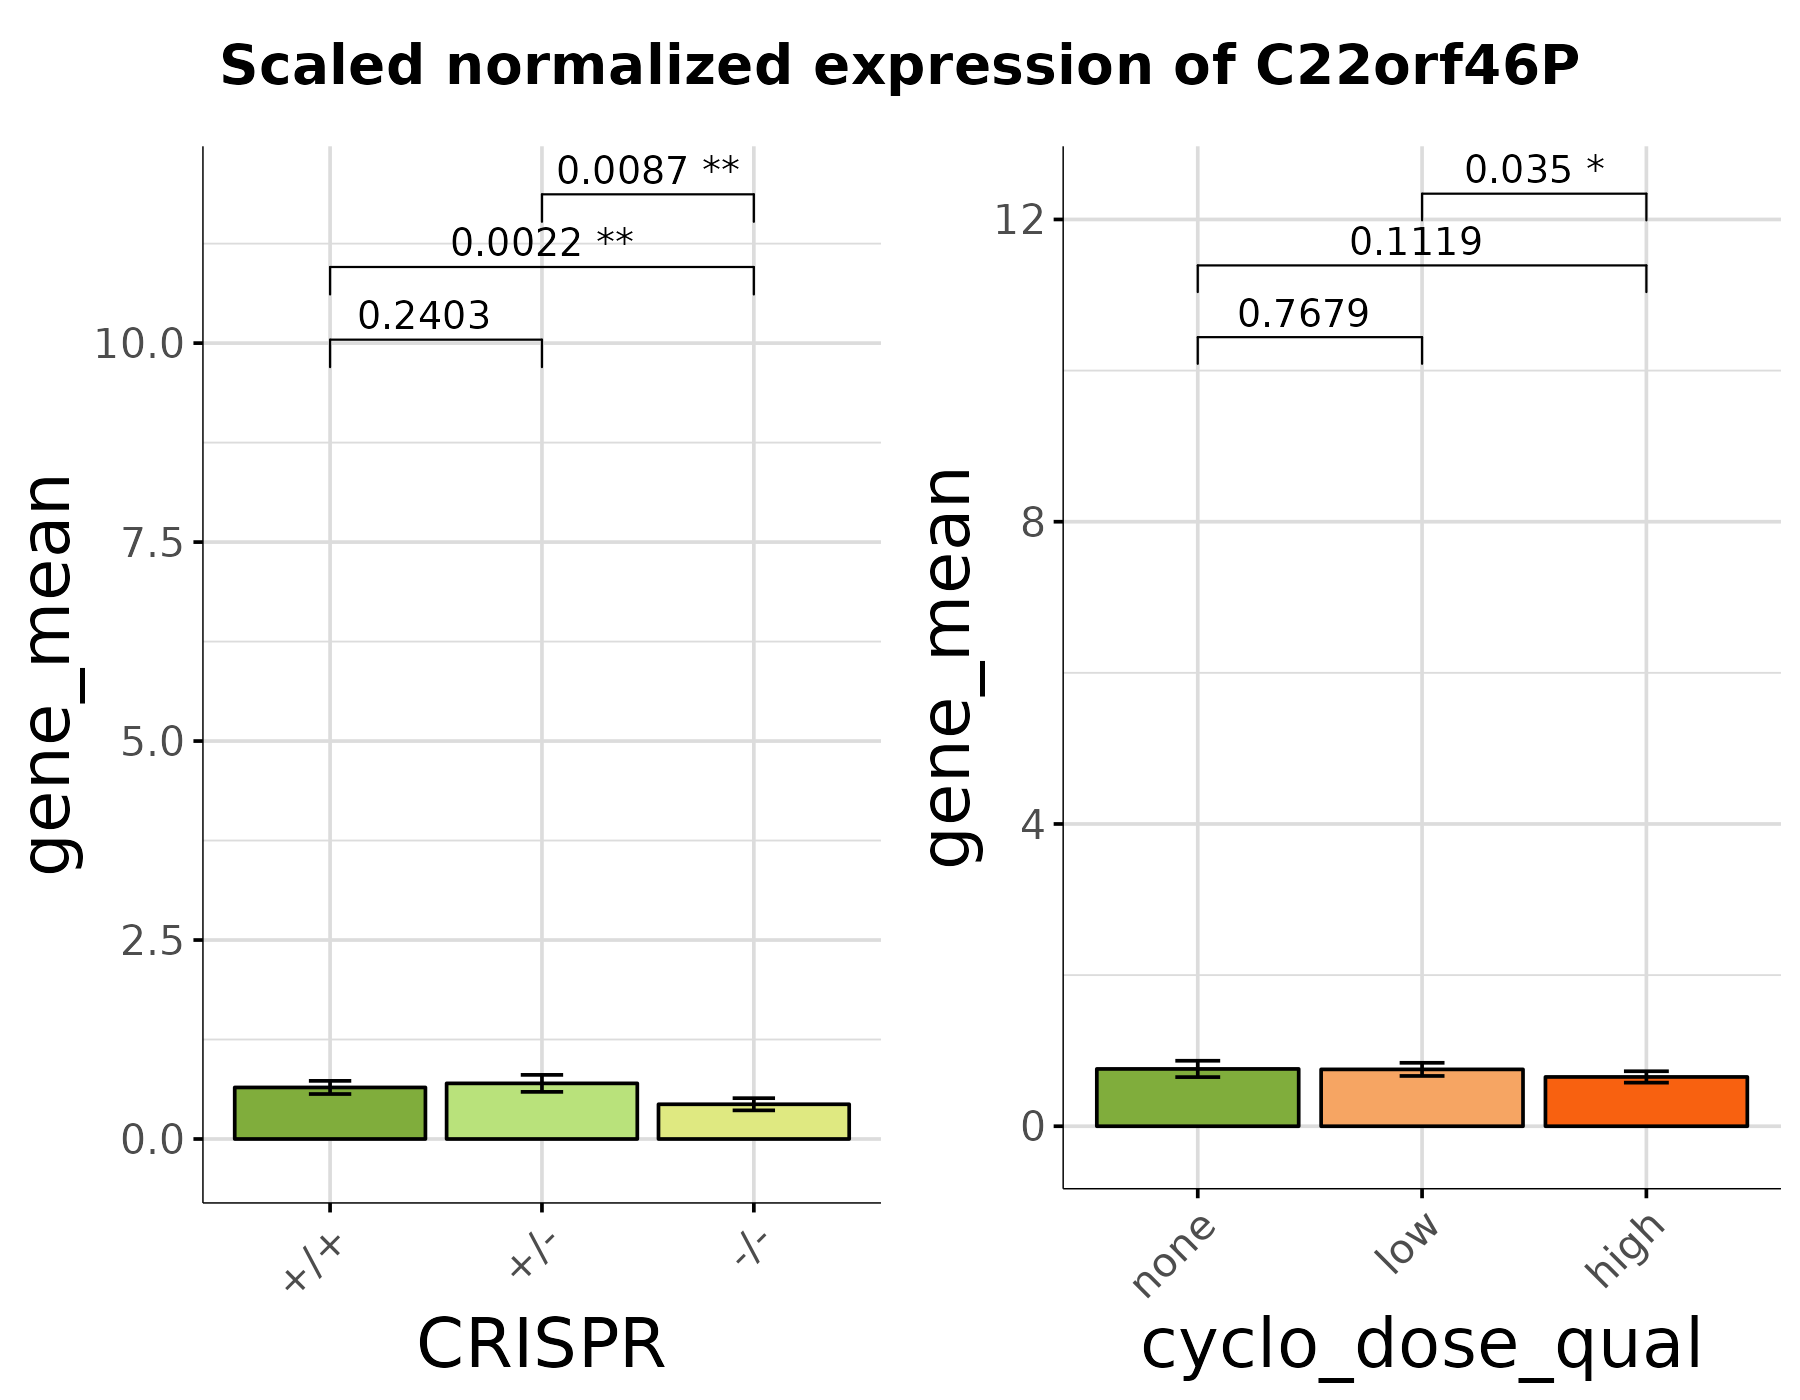 Scaled normalized expression of C22orf46P
gene_mean
10.0
7.5
5.0
2.5
0.0
0.0087 **
0.0022 **
0.2403
+/+
+/-
-/-
CRISPR
gene_mean
12
8
4
0
0.035 *
0.1119
0.7679
none
low
high
cyclo_dose_qual